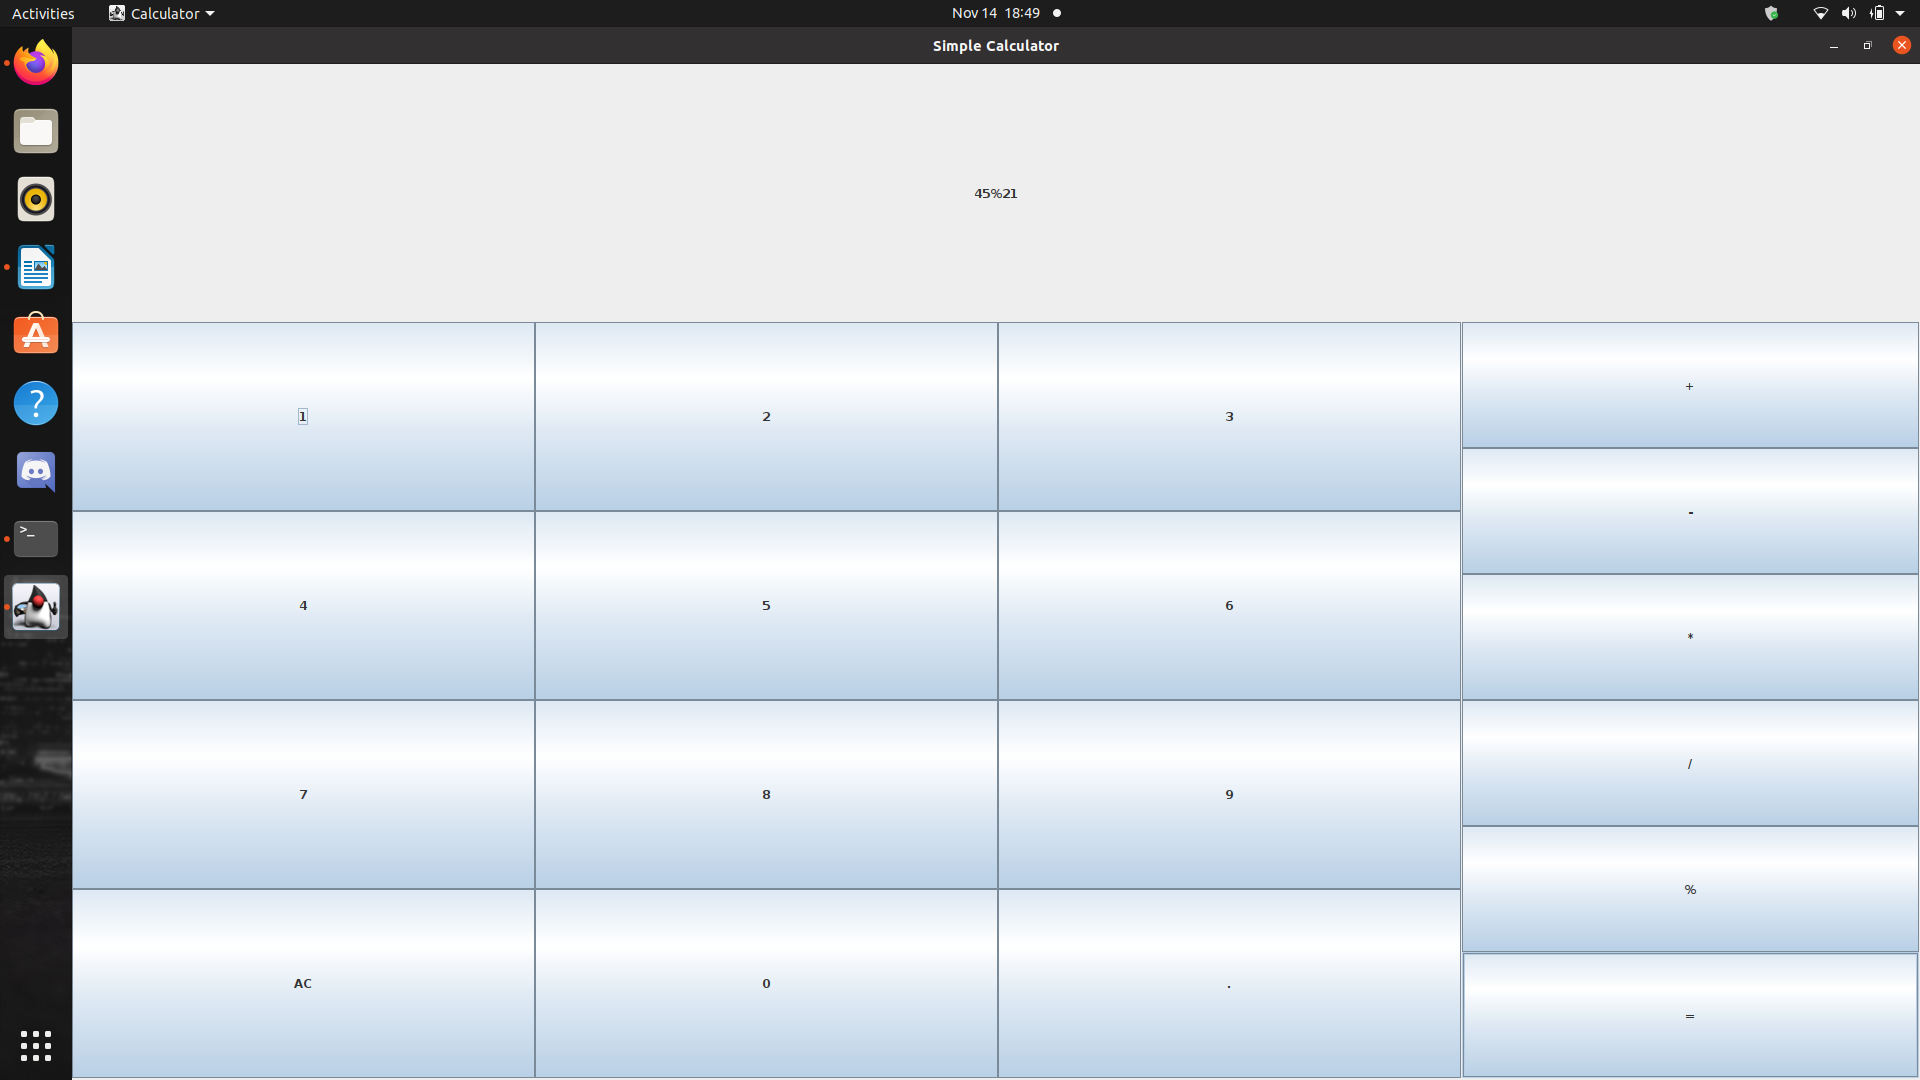 Activities Calculator Nov 14 18:49
Simple Calculator
45%21
1 2 3 +
-
4 5 6 *
7 8 9 /
%
AC 0 . =